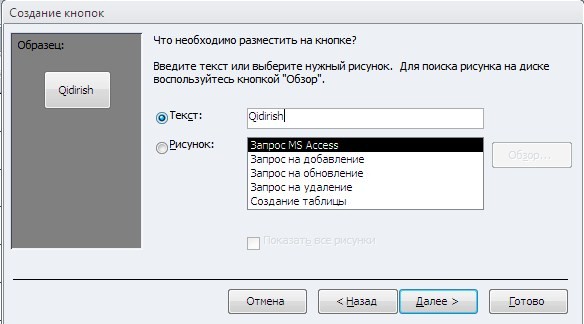 Создание кнопок
Образец:
Qidirish
Что необходимо разместить на кнопке?
Введите текст или выберите нужный рисунок. Для поиска рисунка на диске
воспользуйтесь кнопкой "Обзор".
Текст:
Qidirish
Рисунок:
Запрос MS Access
Запрос на добавление
Запрос на обновление
Запрос на удаление
Создание таблицы
Обзор...
Показать все рисунки
Отмена
< Назад
Далее >
Готово